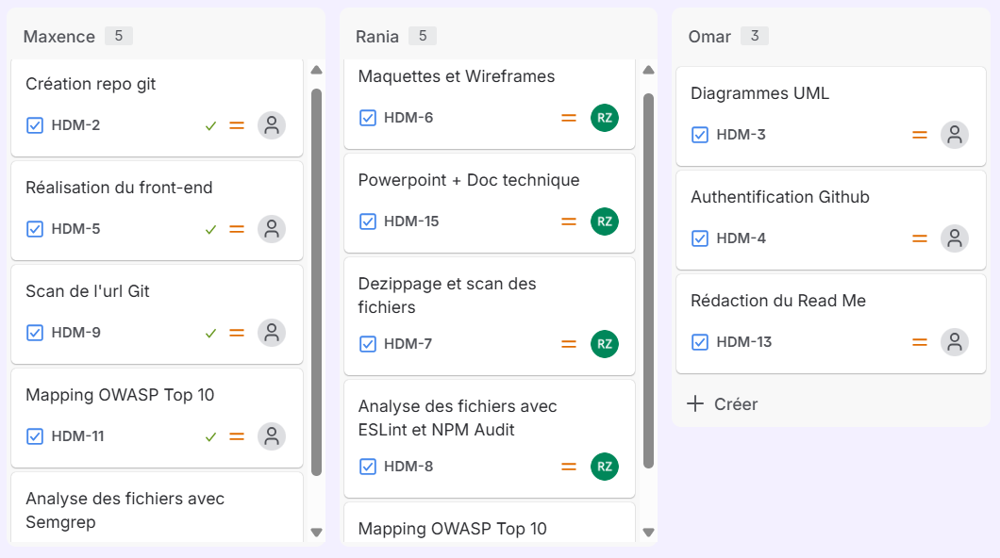 Maxence 5
Création repo git
HDM-2
Réalisation du front-end
HDM-5
Scan de l'url Git
HDM-9
Mapping OWASP Top 10
HDM-11
Analyse des fichiers avec
Semgrep
Rania 5
Maquettes et Wireframes
HDM-6
RZ
Powerpoint + Doc technique
HDM-15
RZ
Dezippage et scan des
fichiers
HDM-7
RZ
Analyse des fichiers avec
ESLint et NPM Audit
HDM-8
RZ
Mapping OWASP Top 10
Omar 3
Diagrammes UML
HDM-3
Authentification Github
HDM-4
Rédaction du Read Me
HDM-13
Créer